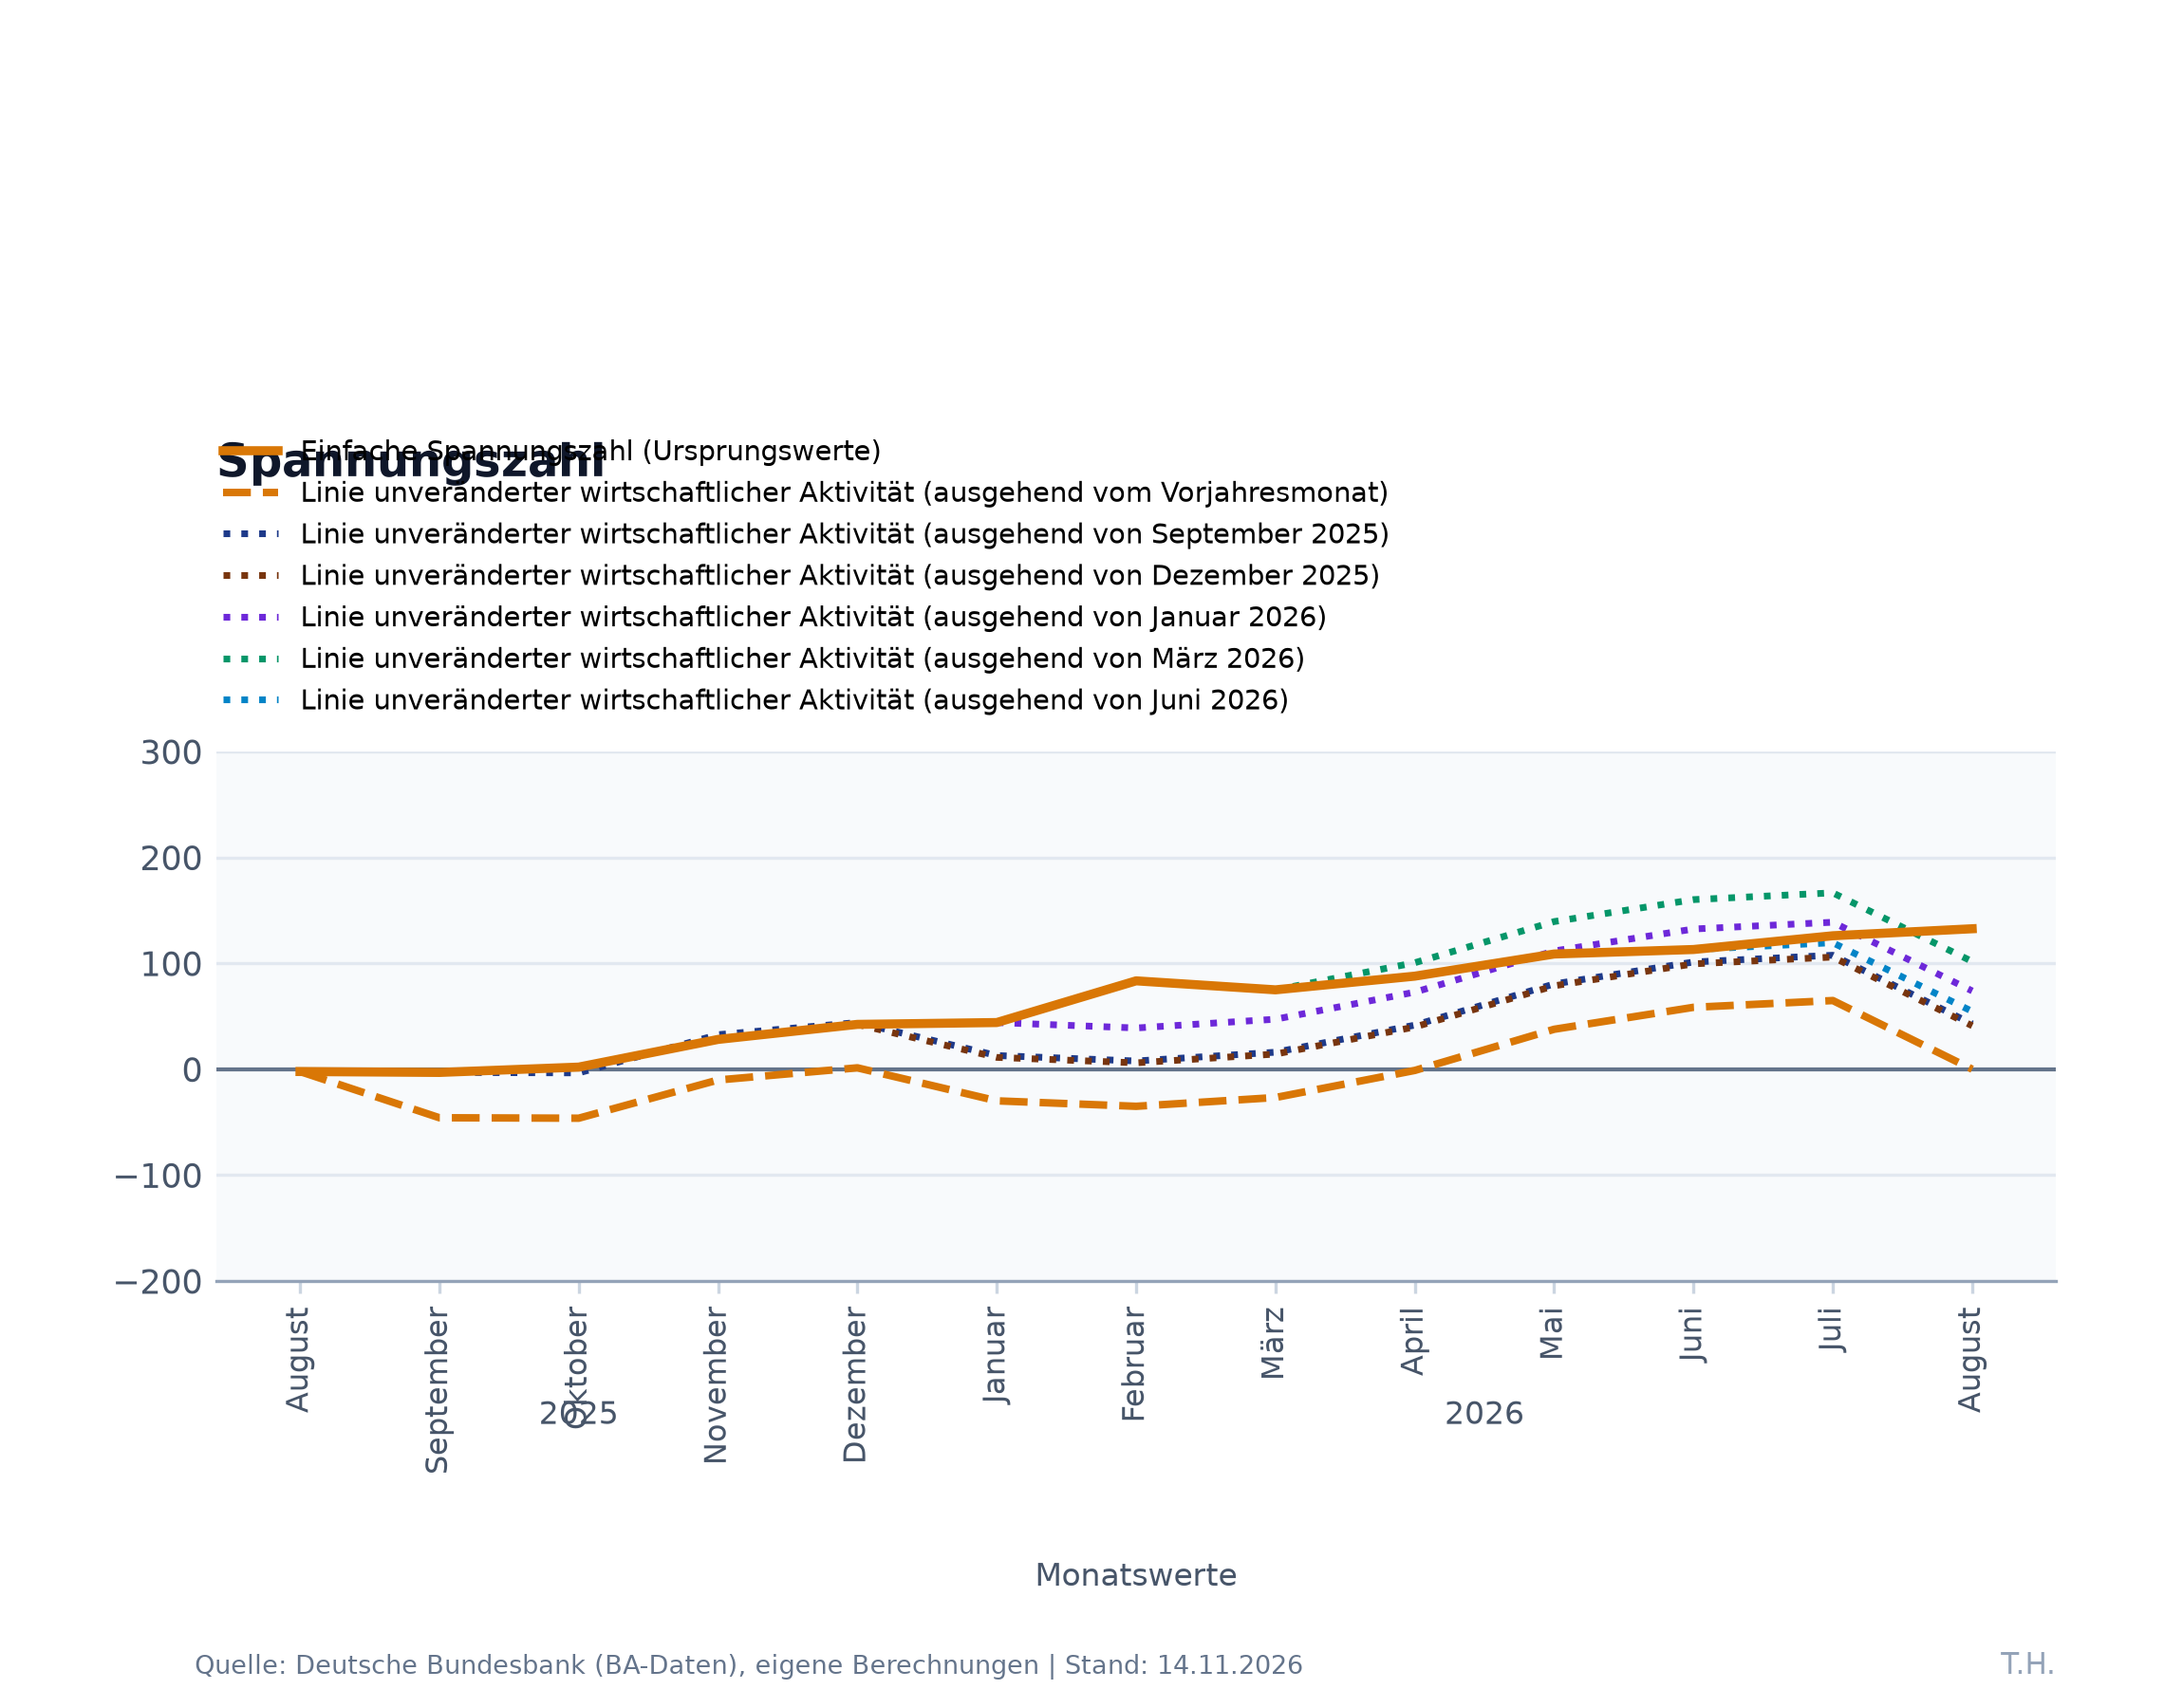 Spannungszahl
Einfache Spannungszahl (Ursprungswerte)
Linie unveränderter wirtschaftlicher Aktivität (ausgehend vom Vorjahresmonat)
Linie unveränderter wirtschaftlicher Aktivität (ausgehend von September 2025)
Linie unveränderter wirtschaftlicher Aktivität (ausgehend von Dezember 2025)
Linie unveränderter wirtschaftlicher Aktivität (ausgehend von Januar 2026)
Linie unveränderter wirtschaftlicher Aktivität (ausgehend von März 2026)
Linie unveränderter wirtschaftlicher Aktivität (ausgehend von Juni 2026)
300
200
100
0
−100
−200
August
September
Oktober
November
Dezember
Januar
Februar
März
April
Mai
Juni
Juli
August
2025
2026
Monatswerte
Quelle: Deutsche Bundesbank (BA-Daten), eigene Berechnungen | Stand: 14.11.2026
T.H.